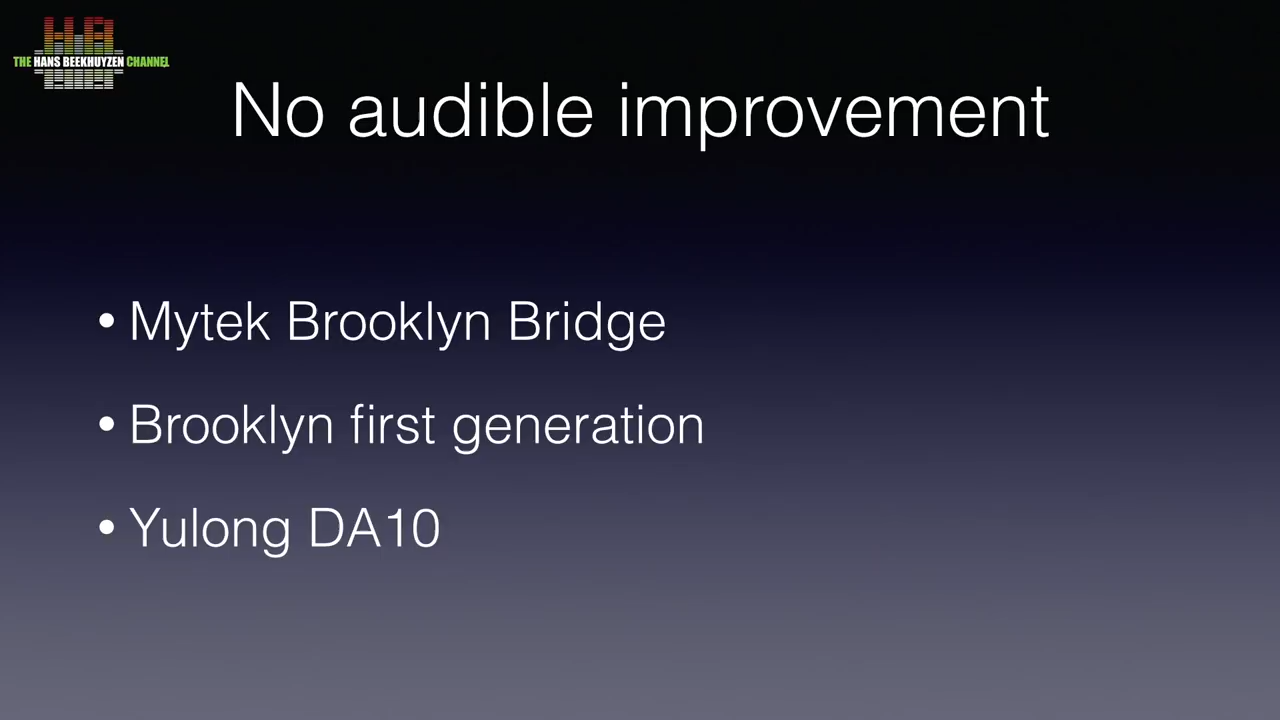 THE HANS BEEKHUYZEN CHANNEL
No audible improvement
• Mytek Brooklyn Bridge
• Brooklyn first generation
• Yulong DA10